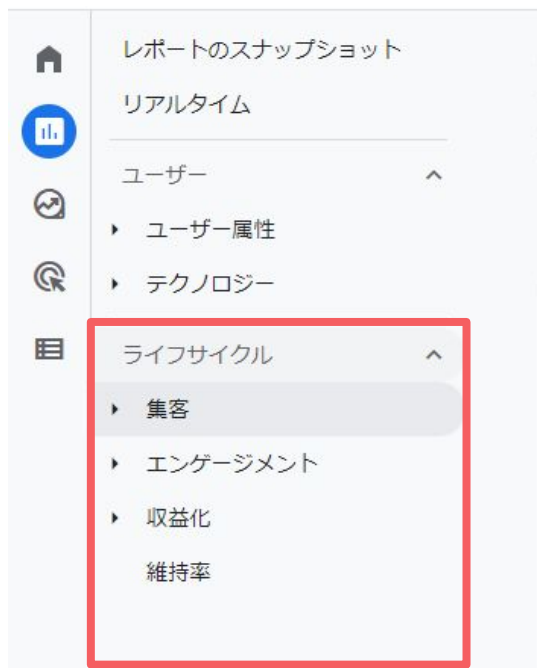 レポートのスナップショット
リアルタイム
ユーザー
ユーザー属性
テクノロジー
ライフサイクル
集客
エンゲージメント
収益化
維持率